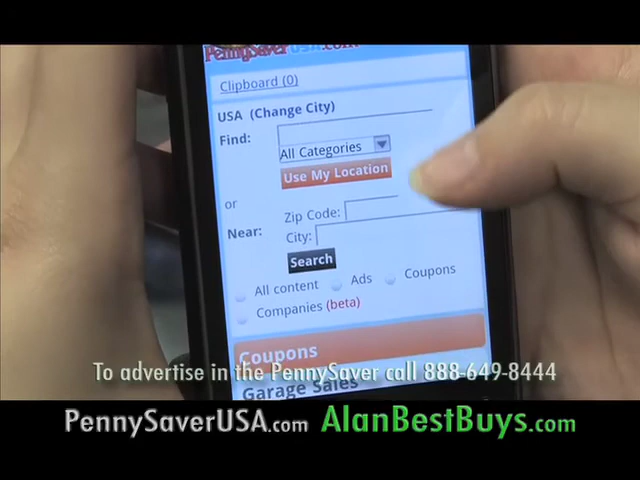 PennySaverUSA.com
Clipboard (0)
USA (Change City)
Find:
All Categories
Use My Location
or
Near:
Zip Code:
City:
Search
All content
Ads
Coupons
Companies (beta)
Coupons
Garage Sales
To advertise in the PennySaver call 888-649-8444
PennySaverUSA.com AlanBestBuys.com